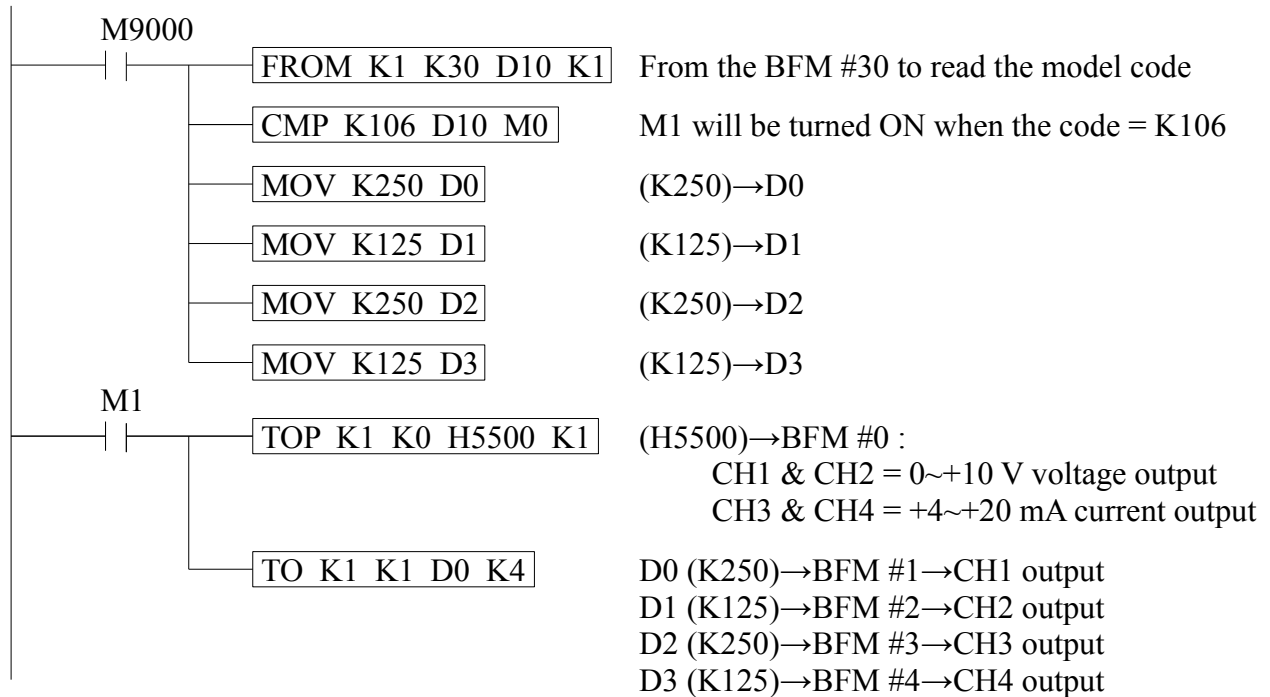 M9000
FROM K1 K30 D10 K1 From the BFM #30 to read the model code
CMP K106 D10 M0 M1 will be turned ON when the code = K106
MOV K250 D0 (K250)→D0
MOV K125 D1 (K125)→D1
MOV K250 D2 (K250)→D2
MOV K125 D3 (K125)→D3
M1
TOP K1 K0 H5500 K1 (H5500)→BFM #0 :
CH1 & CH2 = 0~+10 V voltage output
CH3 & CH4 = +4~+20 mA current output
TO K1 K1 D0 K4 D0 (K250)→BFM #1→CH1 output
D1 (K125)→BFM #2→CH2 output
D2 (K250)→BFM #3→CH3 output
D3 (K125)→BFM #4→CH4 output